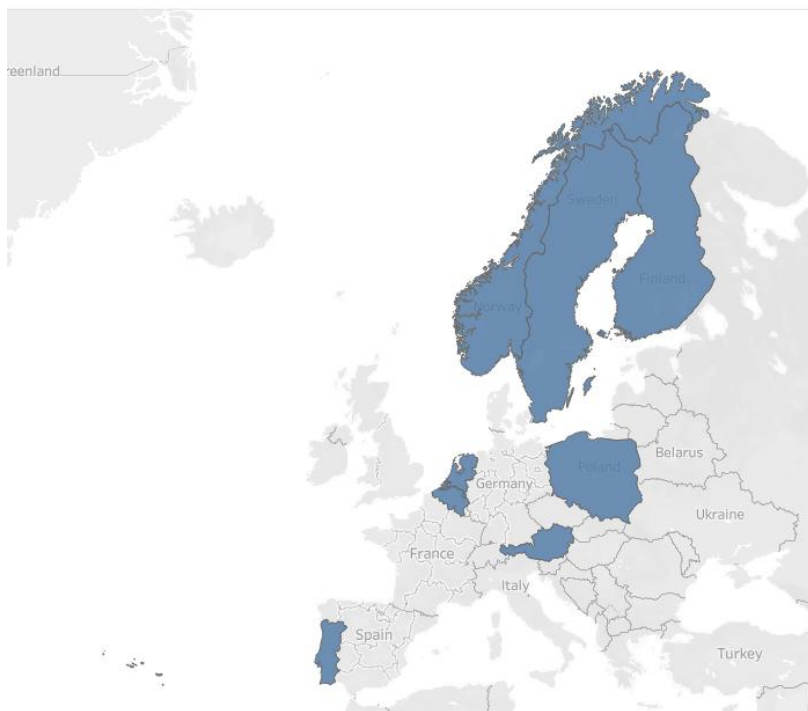 reenland
Sweden
Finland
Norway
Belarus
Poland
Germany
Ukraine
France
Italy
Spain
Turkey